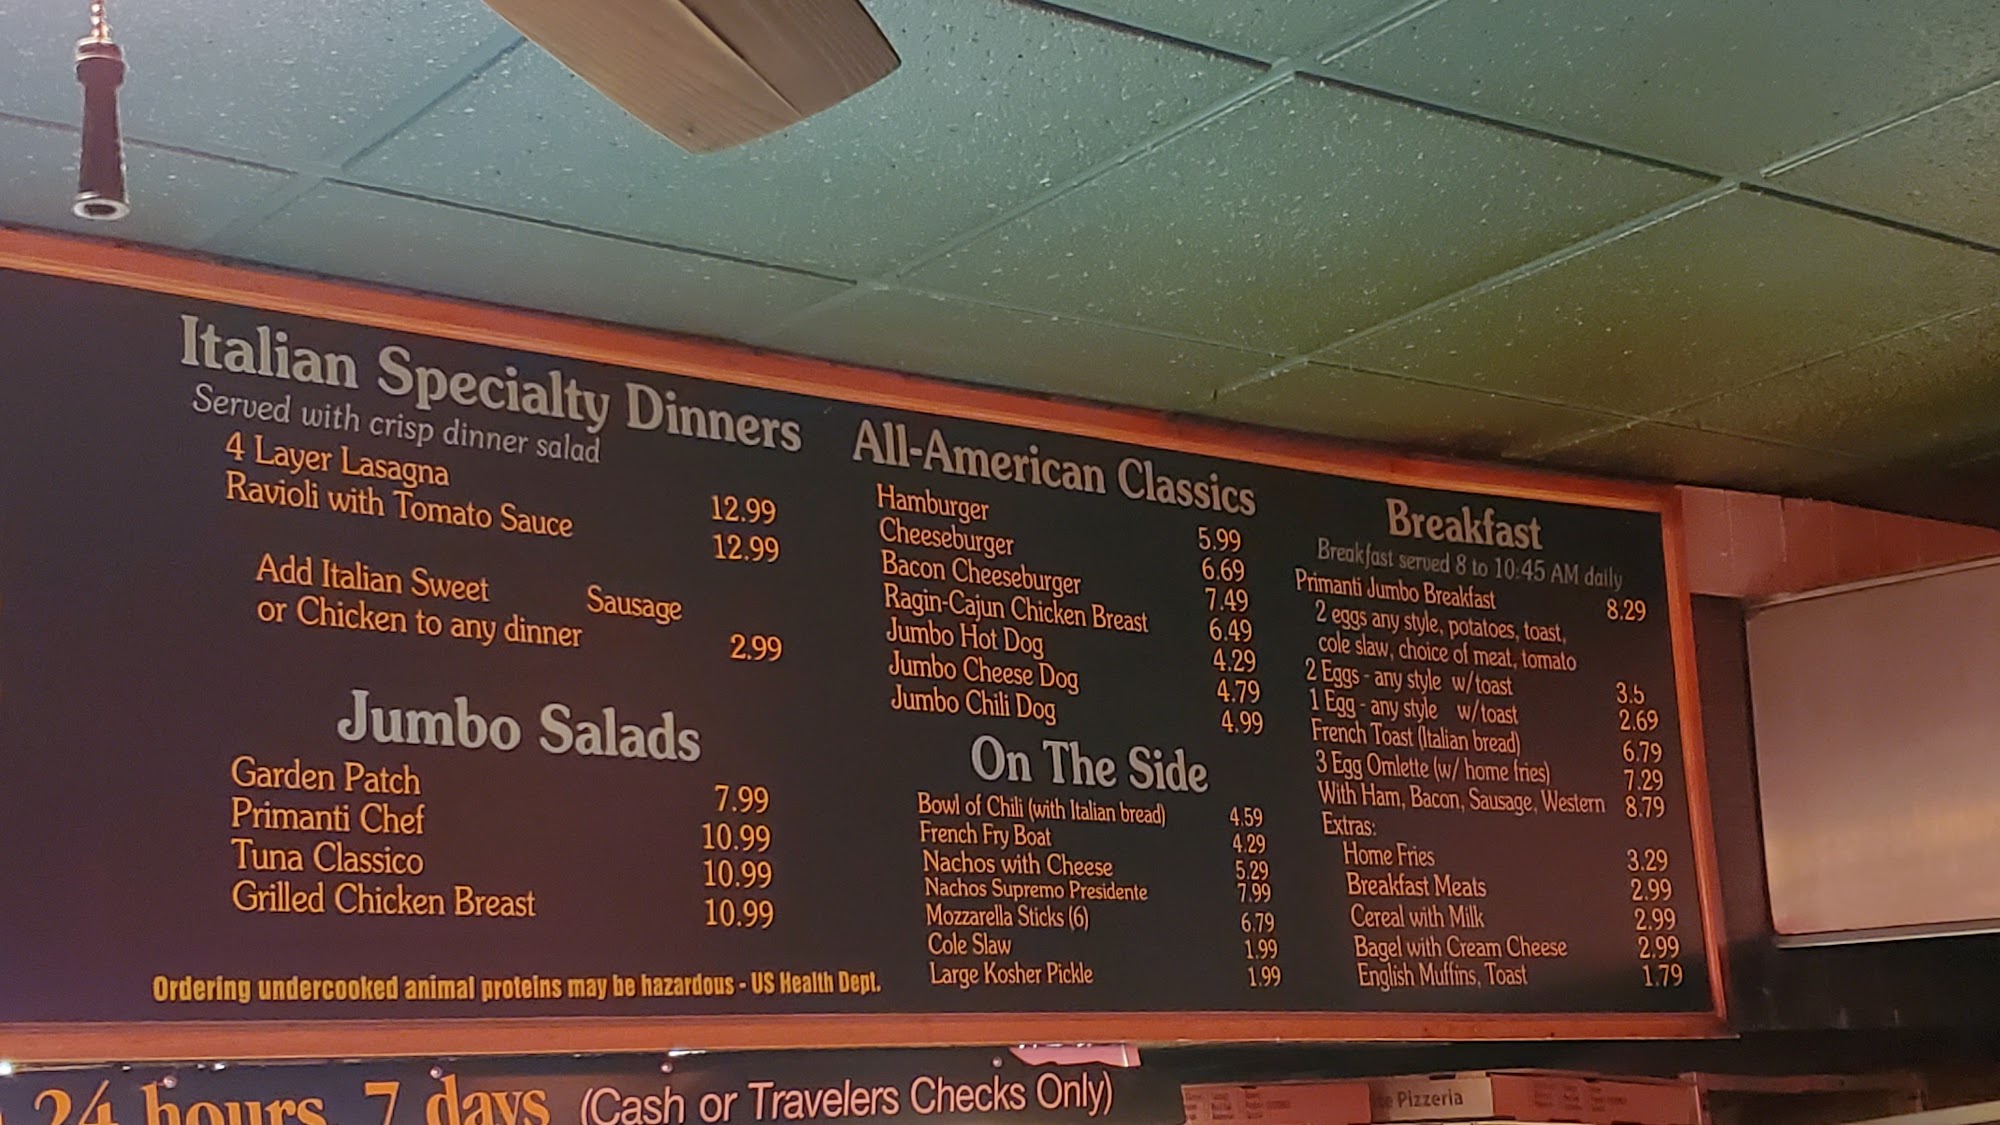 Italian Specialty Dinners
Served with crisp dinner salad
4 Layer Lasagna 12.99
Ravioli with Tomato Sauce 12.99
Add Italian Sweet Sausage
or Chicken to any dinner 2.99
Jumbo Salads
Garden Patch 7.99
Primanti Chef 10.99
Tuna Classico 10.99
Grilled Chicken Breast 10.99
Ordering undercooked animal proteins may be hazardous - US Health Dept.
All-American Classics
Hamburger 5.99
Cheeseburger 6.69
Bacon Cheeseburger 7.49
Ragin-Cajun Chicken Breast 6.49
Jumbo Hot Dog 4.29
Jumbo Cheese Dog 4.79
Jumbo Chili Dog 4.99
On The Side
Bowl of Chili (with Italian bread) 4.59
French Fry Boat 4.29
Nachos with Cheese 5.29
Nachos Supremo Presidente 7.99
Mozzarella Sticks (6) 6.79
Cole Slaw 1.99
Large Kosher Pickle 1.99
Breakfast
Breakfast served 8 to 10:45 AM daily
Primanti Jumbo Breakfast 8.29
2 eggs any style, potatoes, toast,
cole slaw, choice of meat, tomato
2 Eggs - any style w/toast 3.5
1 Egg - any style w/toast 2.69
French Toast (Italian bread) 6.79
3 Egg Omlette (w/ home fries) 7.29
With Ham, Bacon, Sausage, Western 8.79
Extras:
Home Fries 3.29
Breakfast Meats 2.99
Cereal with Milk 2.99
Bagel with Cream Cheese 2.99
English Muffins, Toast 1.79
24 hours, 7 days (Cash or Travelers Checks Only)
Pizzeria